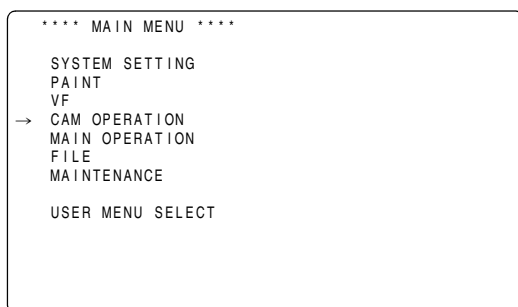 **** MAIN MENU ****
SYSTEM SETTING
PAINT
VF
→ CAM OPERATION
MAIN OPERATION
FILE
MAINTENANCE
USER MENU SELECT